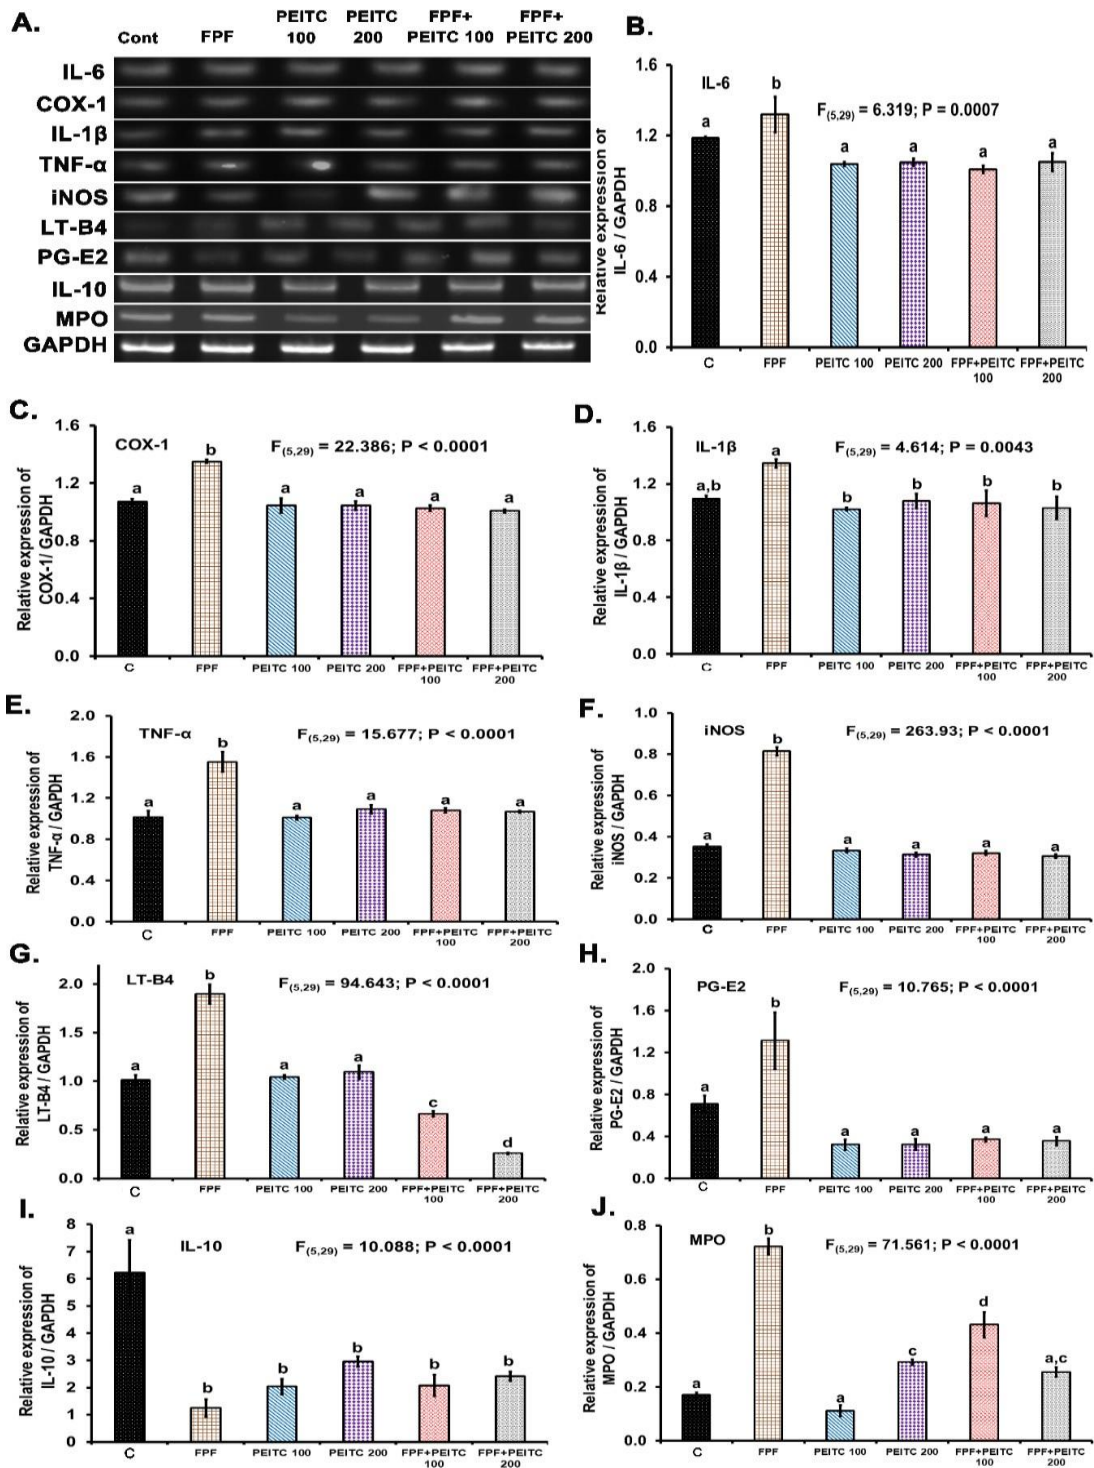 A.
Cont FPF PEITC 100 PEITC 200 FPF+ PEITC 100 FPF+ PEITC 200
IL-6
COX-1
IL-1β
TNF-α
iNOS
LT-B4
PG-E2
IL-10
MPO
GAPDH
B.
IL-6
F(5,29) = 6.319; P = 0.0007
Relative expression of
IL-6 / GAPDH
1.6
1.2
0.8
0.4
0.0
a b a a a a
C FPF PEITC 100 PEITC 200 FPF+PEITC 100 FPF+PEITC 200
C.
COX-1
F(5,29) = 22.386; P < 0.0001
Relative expression of
COX-1/ GAPDH
1.6
1.2
0.8
0.4
0.0
a b a a a a
C FPF PEITC 100 PEITC 200 FPF+PEITC 100 FPF+PEITC 200
D.
IL-1β
F(5,29) = 4.614; P = 0.0043
Relative expression of
IL-1β / GAPDH
1.6
1.2
0.8
0.4
0.0
a,b a b b b b
C FPF PEITC 100 PEITC 200 FPF+PEITC 100 FPF+PEITC 200
E.
TNF-α
F(5,29) = 15.677; P < 0.0001
Relative expression of
TNF-α / GAPDH
2.0
1.6
1.2
0.8
0.4
0.0
a b a a a a
C FPF PEITC 100 PEITC 200 FPF+PEITC 100 FPF+PEITC 200
F.
iNOS
F(5,29) = 263.93; P < 0.0001
Relative expression of
iNOS / GAPDH
1.0
0.8
0.6
0.4
0.2
0.0
a b a a a a
C FPF PEITC 100 PEITC 200 FPF+PEITC 100 FPF+PEITC 200
G.
LT-B4
F(5,29) = 94.643; P < 0.0001
Relative expression of
LT-B4 / GAPDH
2.0
1.5
1.0
0.5
0.0
a b a a c d
C FPF PEITC 100 PEITC 200 FPF+PEITC 100 FPF+PEITC 200
H.
PG-E2
F(5,29) = 10.765; P < 0.0001
Relative expression of
PG-E2 / GAPDH
2.0
1.6
1.2
0.8
0.4
0.0
a b a a a a
C FPF PEITC 100 PEITC 200 FPF+PEITC 100 FPF+PEITC 200
I.
IL-10
F(5,29) = 10.088; P < 0.0001
Relative expression of
IL-10 / GAPDH
8
7
6
5
4
3
2
1
0
a b b b b b
C FPF PEITC 100 PEITC 200 FPF+PEITC 100 FPF+PEITC 200
J.
MPO
F(5,29) = 71.561; P < 0.0001
Relative expression of
MPO / GAPDH
0.8
0.6
0.4
0.2
0.0
a b a c d a,c
C FPF PEITC 100 PEITC 200 FPF+PEITC 100 FPF+PEITC 200